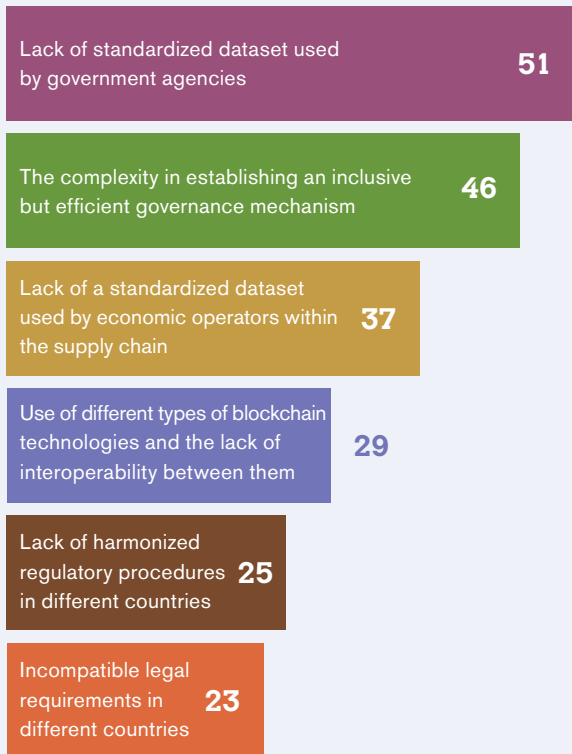 Lack of standardized dataset used
by government agencies
51
The complexity in establishing an inclusive
but efficient governance mechanism
46
Lack of a standardized dataset
used by economic operators within
the supply chain
37
Use of different types of blockchain
technologies and the lack of
interoperability between them
29
Lack of harmonized
regulatory procedures
in different countries
25
Incompatible legal
requirements in
different countries
23